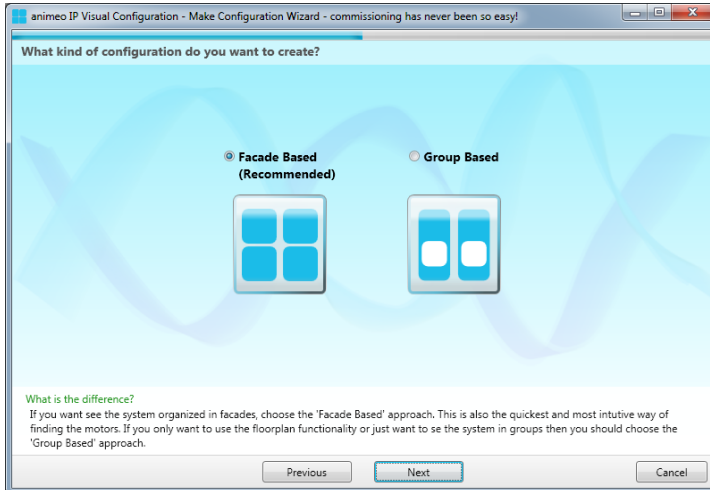 animeo IP Visual Configuration - Make Configuration Wizard - commissioning has never been so easy!
What kind of configuration do you want to create?
Facade Based
(Recommended)
Group Based
What is the difference?
If you want see the system organized in facades, choose the 'Facade Based' approach. This is also the quickest and most intutive way of
finding the motors. If you only want to use the floorplan functionality or just want to se the system in groups then you should choose the
'Group Based' approach.
Previous
Next
Cancel